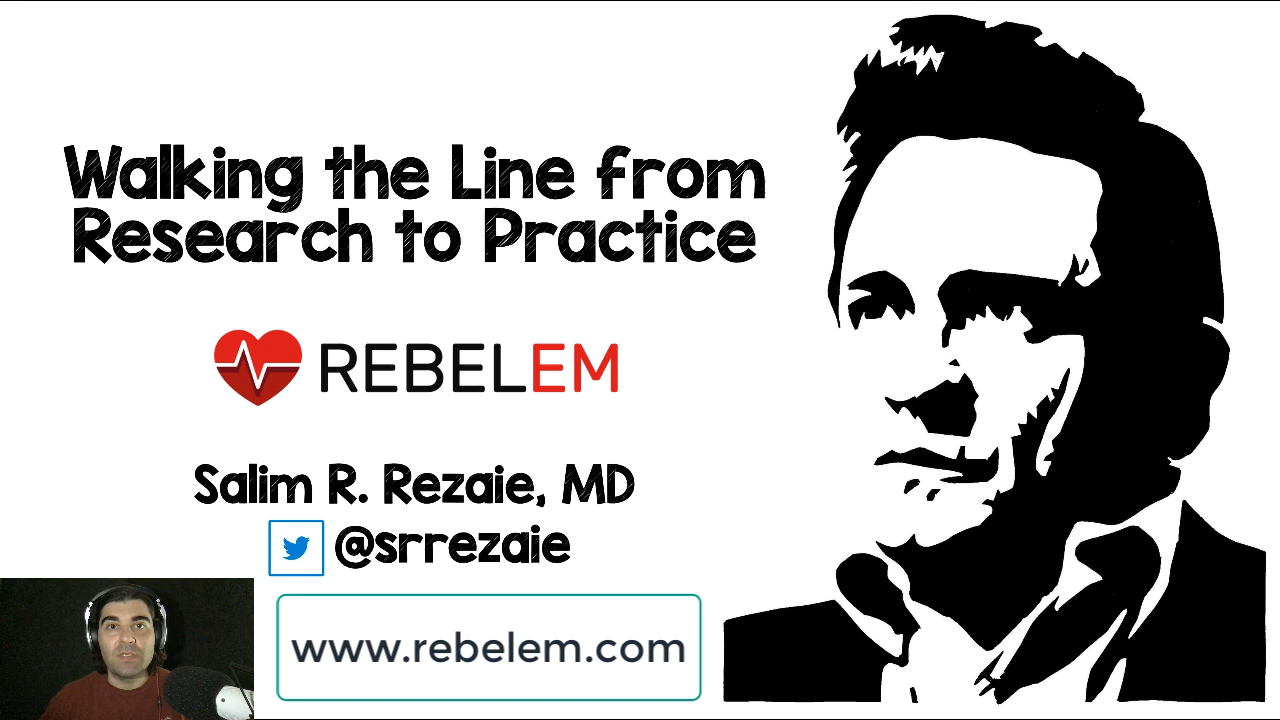 Walking the Line from
Research to Practice
REBELEM
Salim R. Rezaie, MD
@srrezaie
www.rebelem.com